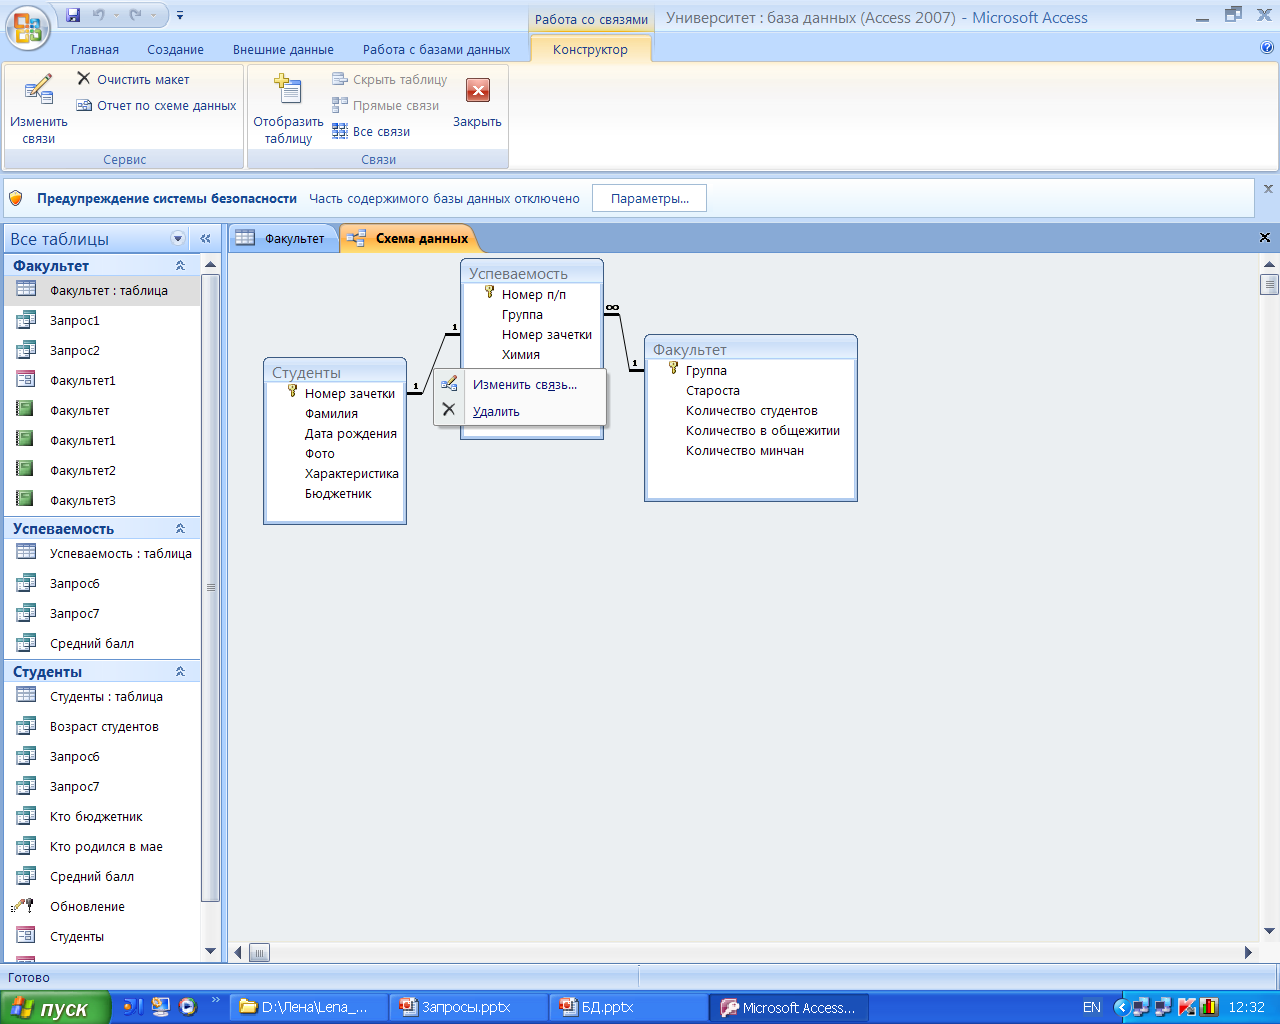 Работа со связями
Университет : база данных (Access 2007) - Microsoft Access
Главная
Создание
Внешние данные
Работа с базами данных
Конструктор
Изменить связи
Очистить макет
Отчет по схеме данных
Сервис
Отобразить таблицу
Скрыть таблицу
Прямые связи
Все связи
Закрыть
Связи
Предупреждение системы безопасности
Часть содержимого базы данных отключено
Параметры...
Все таблицы
Факультет
Факультет : таблица
Запрос1
Запрос2
Факультет1
Факультет
Факультет1
Факультет2
Факультет3
Успеваемость
Успеваемость : таблица
Запрос6
Запрос7
Средний балл
Студенты
Студенты : таблица
Возраст студентов
Запрос6
Запрос7
Кто бюджетник
Кто родился в мае
Средний балл
Обновление
Студенты
Факультет
Схема данных
Успеваемость
Номер п/п
Группа
Номер зачетки
Химия
1
∞
1
1
Студенты
Номер зачетки
Фамилия
Дата рождения
Фото
Характеристика
Бюджетник
Изменить связь...
Удалить
Факультет
Группа
Староста
Количество студентов
Количество в общежитии
Количество минчан
Готово
пуск
D:\Лена\Lena_...
Запросы.pptx
БД.pptx
Microsoft Access...
EN
12:32